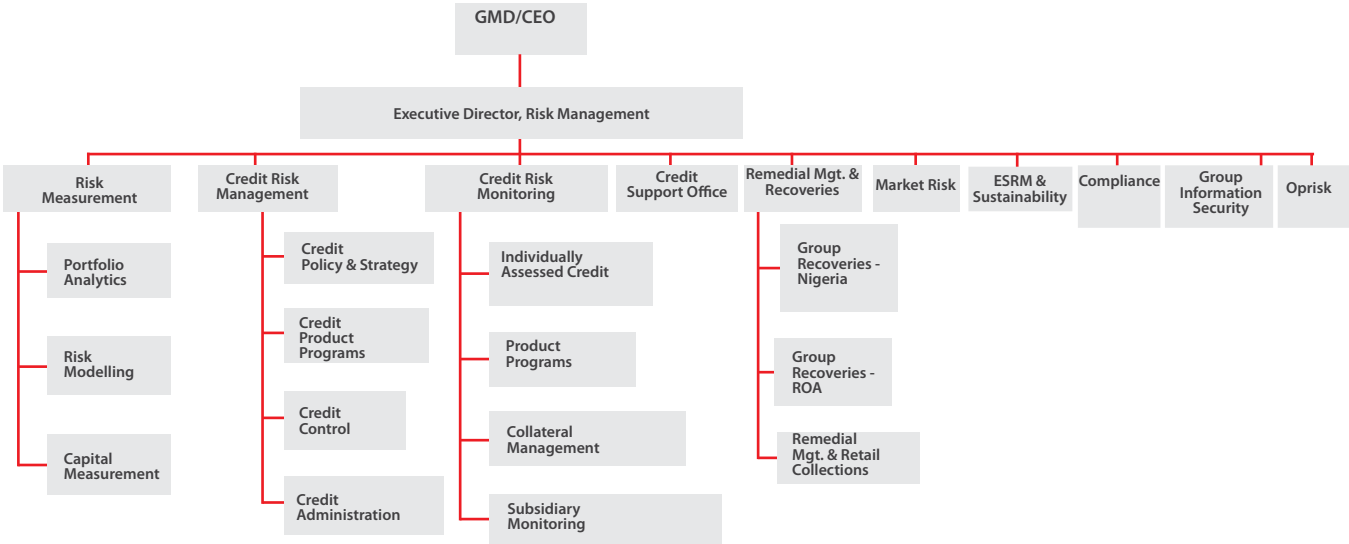 GMD/CEO
Executive Director, Risk Management
Risk
Measurement
Credit Risk
Management
Credit Risk
Monitoring
Credit
Support Office
Remedial Mgt. &
Recoveries
Market Risk
ESRM &
Sustainability
Compliance
Group
Information
Security
Oprisk
Portfolio
Analytics
Risk
Modelling
Capital
Measurement
Credit
Policy & Strategy
Credit
Product
Programs
Credit
Control
Credit
Administration
Individually
Assessed Credit
Product
Programs
Collateral
Management
Subsidiary
Monitoring
Group
Recoveries -
Nigeria
Group
Recoveries -
ROA
Remedial
Mgt. & Retail
Collections